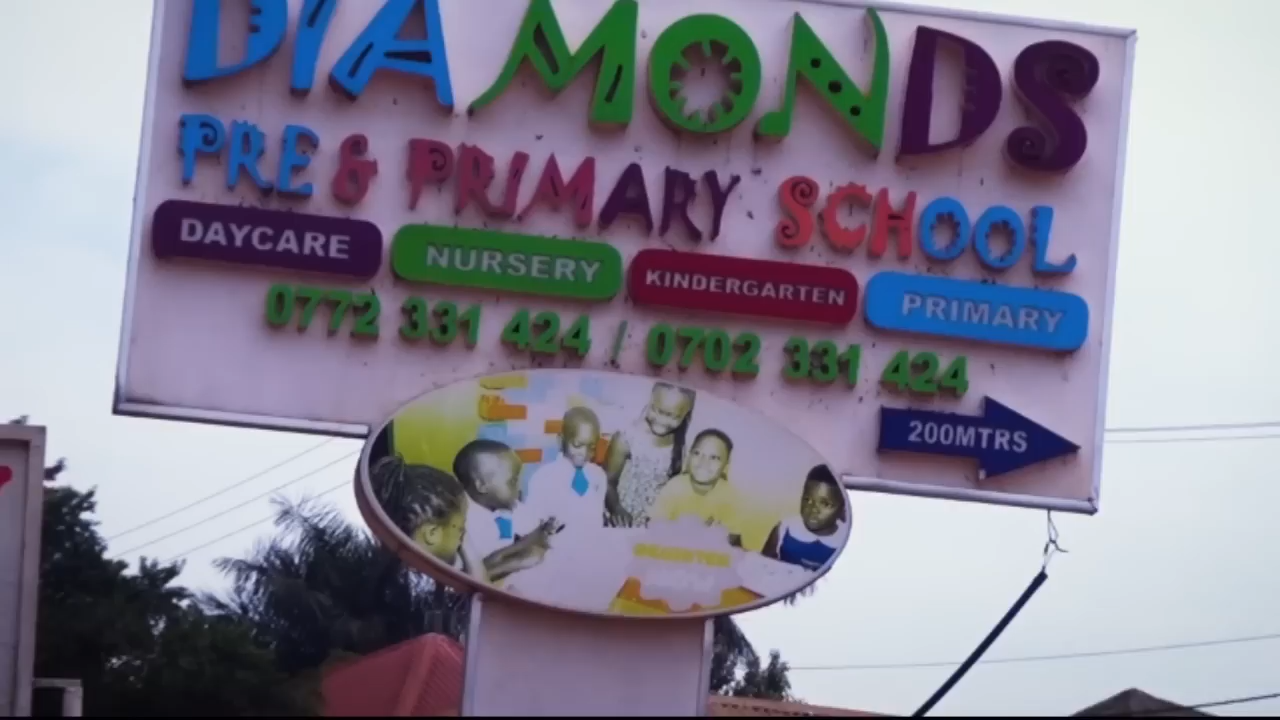 DIAMONDS
PRE & PRIMARY SCHOOL
DAYCARE NURSERY KINDERGARTEN PRIMARY
0772 331 424 / 0702 331 424
200MTRS